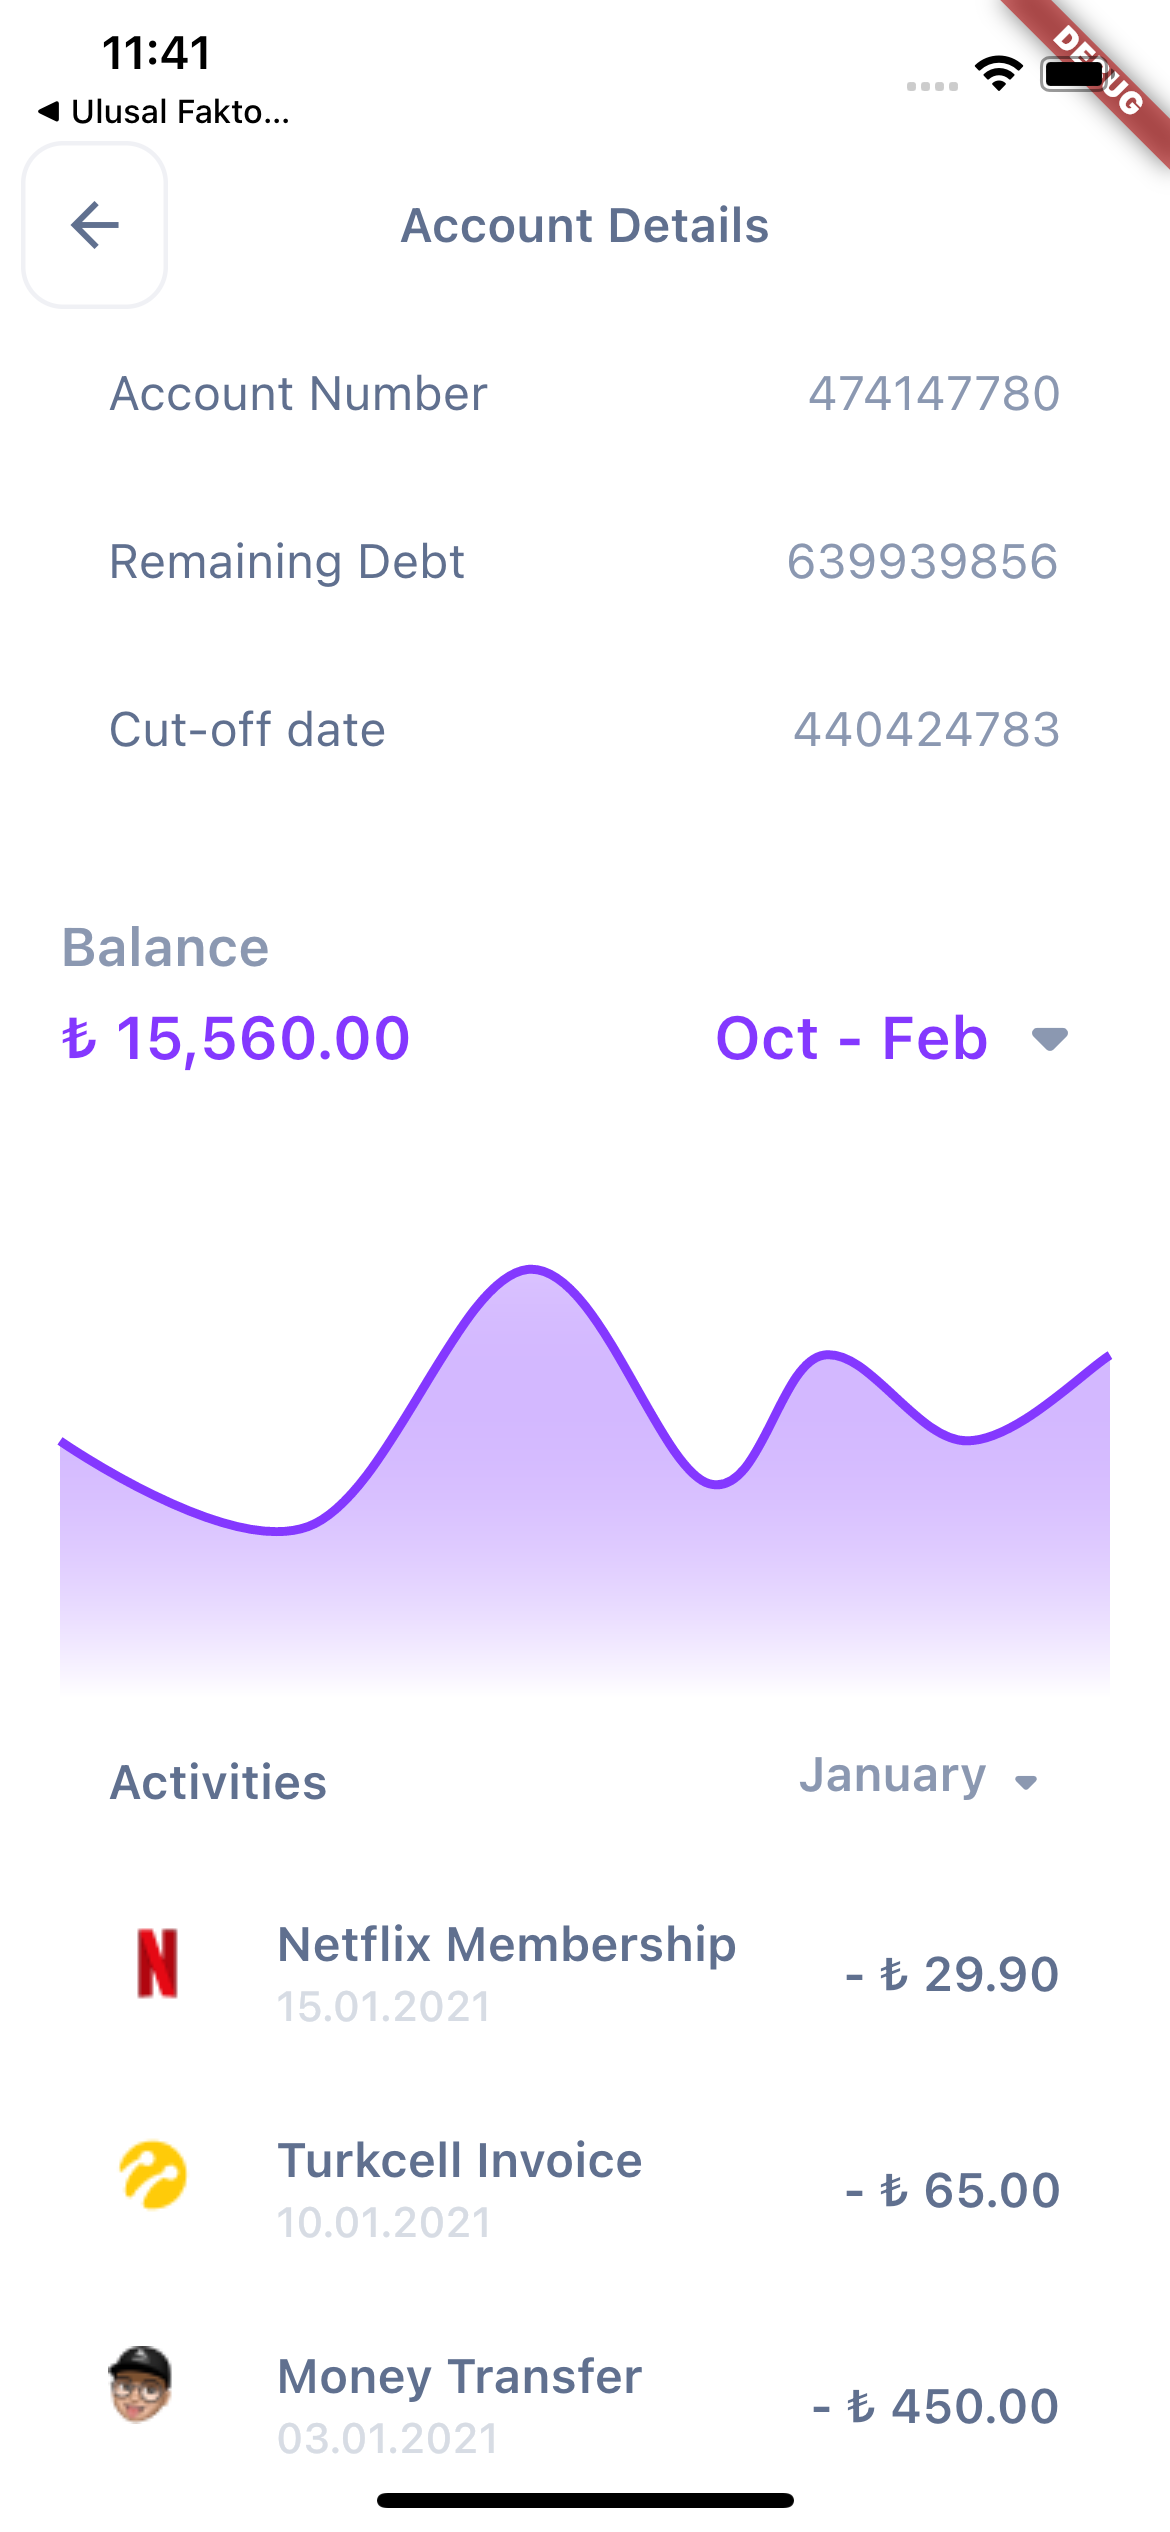 11:41
◀ Ulusal Fakto...
DEBUG
Account Details
Account Number 474147780
Remaining Debt 639939856
Cut-off date 440424783
Balance
₺ 15,560.00 Oct - Feb
Activities January
Netflix Membership
- ₺ 29.90
15.01.2021
Turkcell Invoice
- ₺ 65.00
10.01.2021
Money Transfer
- ₺ 450.00
03.01.2021